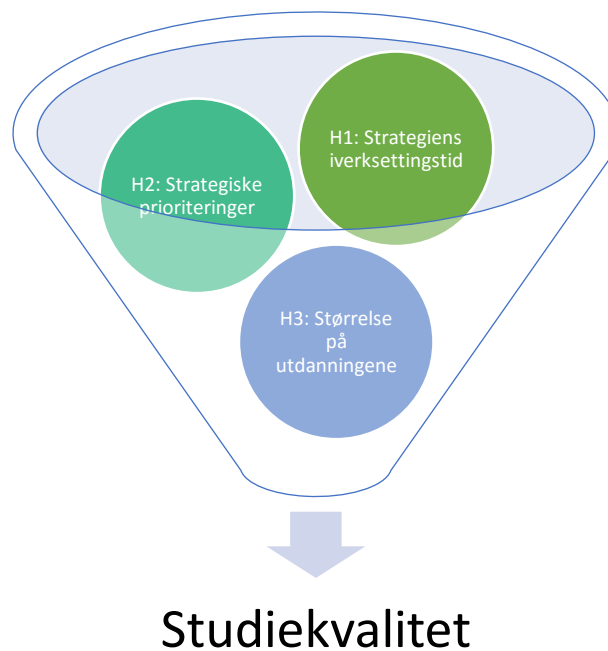 H1: Strategiens
iverksettingstid
H2: Strategiske
prioriteringer
H3: Størrelse
på
utdanningene
Studiekvalitet